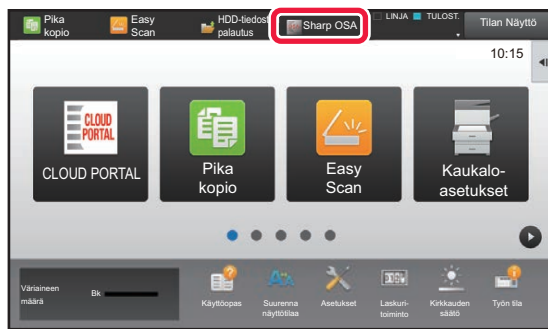 Pika
kopio
Easy
Scan
HDD-tiedost
palautus
Sharp OSA
LINJA
TULOST.
Tilan Näyttö
10:15
CLOUD
PORTAL
CLOUD PORTAL
Pika
kopio
Easy
Scan
Kaukalo-
asetukset
Väriaineen
määrä
Bk
Käyttöopas
Suurenna
näyttötilaa
Asetukset
Laskuri-
toiminto
Kirkkauden
säätö
Työn tila